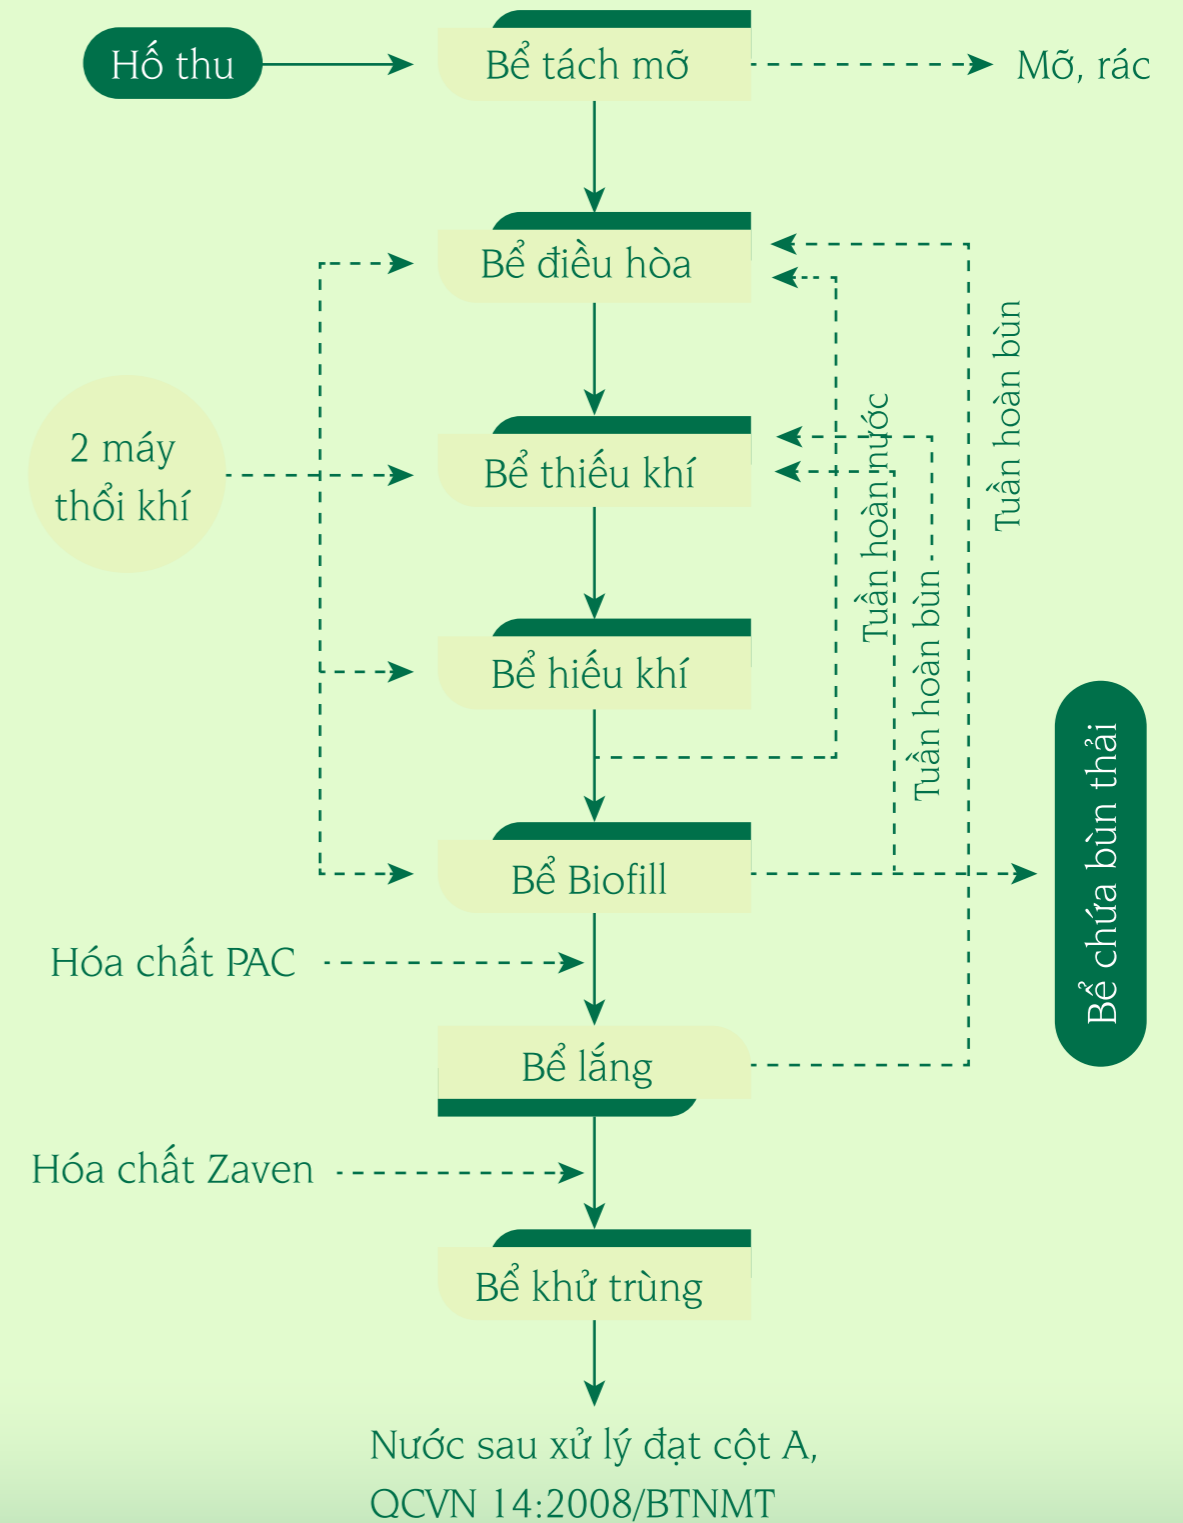 Hố thu
Bể tách mỡ
Mỡ, rác
Bể điều hòa
2 máy
thổi khí
Bể thiếu khí
Tuần hoàn nước
Tuần hoàn bùn
Tuần hoàn bùn
Bể hiếu khí
Bể Biofill
Bể chứa bùn thải
Hóa chất PAC
Bể lắng
Hóa chất Zaven
Bể khử trùng
Nước sau xử lý đạt cột A,
QCVN 14:2008/BTNMT